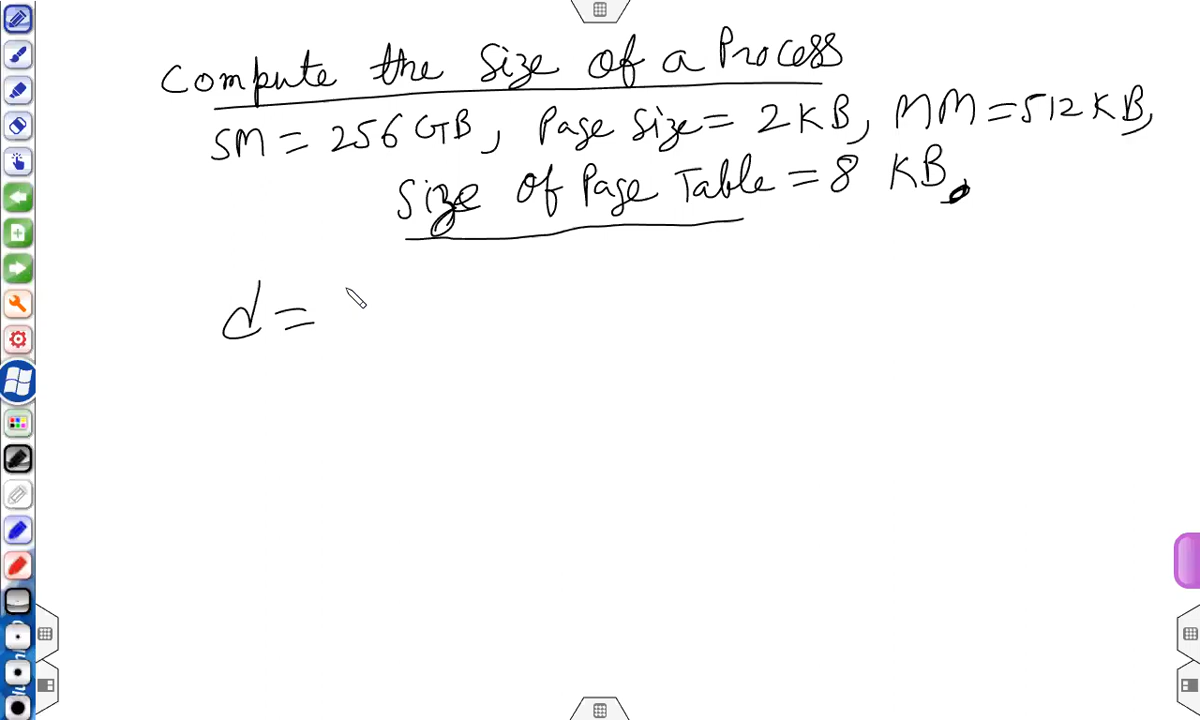 Compute the Size of a Process
SM = 256 GB, Page Size = 2 KB, MM = 512 KB,
Size of Page Table = 8 KB.
d =